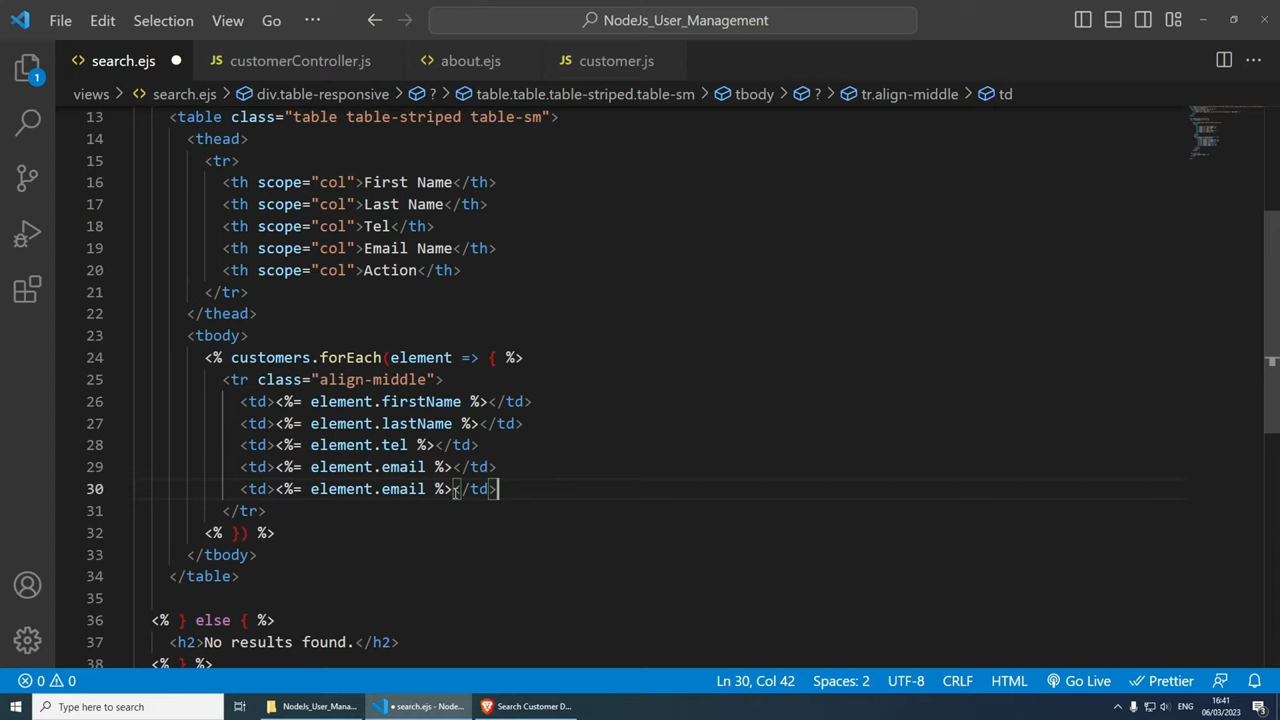 File Edit Selection View Go ··· NodeJs_User_Management
search.ejs JS customerController.js about.ejs JS customer.js
1
views > search.ejs > div.table-responsive > ? > table.table.table-striped.table-sm > tbody > ? > tr.align-middle > td
13 <table class="table table-striped table-sm">
14 <thead>
15 <tr>
16 <th scope="col">First Name</th>
17 <th scope="col">Last Name</th>
18 <th scope="col">Tel</th>
19 <th scope="col">Email Name</th>
20 <th scope="col">Action</th>
21 </tr>
22 </thead>
23 <tbody>
24 <% customers.forEach(element => { %>
25 <tr class="align-middle">
26 <td><%= element.firstName %></td>
27 <td><%= element.lastName %></td>
28 <td><%= element.tel %></td>
29 <td><%= element.email %></td>
30 <td><%= element.email %></td>
31 </tr>
32 <% }) %>
33 </tbody>
34 </table>
35
36 <% } else { %>
37 <h2>No results found.</h2>
38 <% } %>
0 0 Ln 30, Col 42 Spaces: 2 UTF-8 CRLF HTML Go Live Prettier
Type here to search NodeJs_User_Mana... • search.ejs - Node... Search Customer D... ENG 16:41
06/03/2023 3